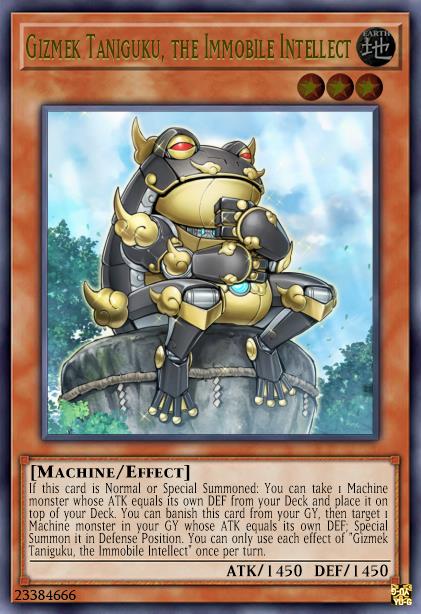 Gizmek Taniguku, the Immobile Intellect
EARTH
地
[Machine/Effect]
If this card is Normal or Special Summoned: You can take 1 Machine
monster whose ATK equals its own DEF from your Deck and place it on
top of your Deck. You can banish this card from your GY, then target 1
Machine monster in your GY whose ATK equals its own DEF; Special
Summon it in Defense Position. You can only use each effect of "Gizmek
Taniguku, the Immobile Intellect" once per turn.
ATK/1450 DEF/1450
23384666